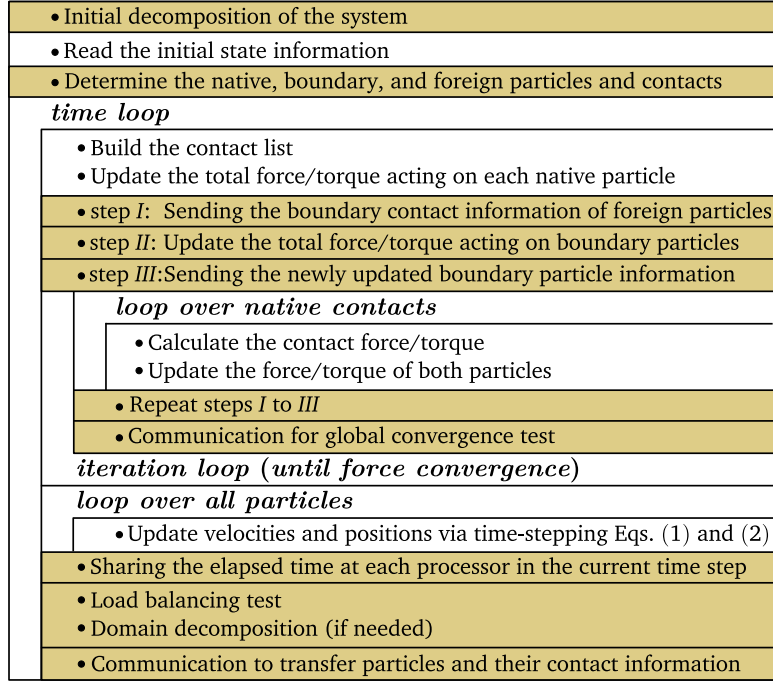 • Initial decomposition of the system
• Read the initial state information
• Determine the native, boundary, and foreign particles and contacts
time loop
• Build the contact list
• Update the total force/torque acting on each native particle
• step I: Sending the boundary contact information of foreign particles
• step II: Update the total force/torque acting on boundary particles
• step III:Sending the newly updated boundary particle information
loop over native contacts
• Calculate the contact force/torque
• Update the force/torque of both particles
• Repeat steps I to III
• Communication for global convergence test
iteration loop (until force convergence)
loop over all particles
• Update velocities and positions via time-stepping Eqs. (1) and (2)
• Sharing the elapsed time at each processor in the current time step
• Load balancing test
• Domain decomposition (if needed)
• Communication to transfer particles and their contact information